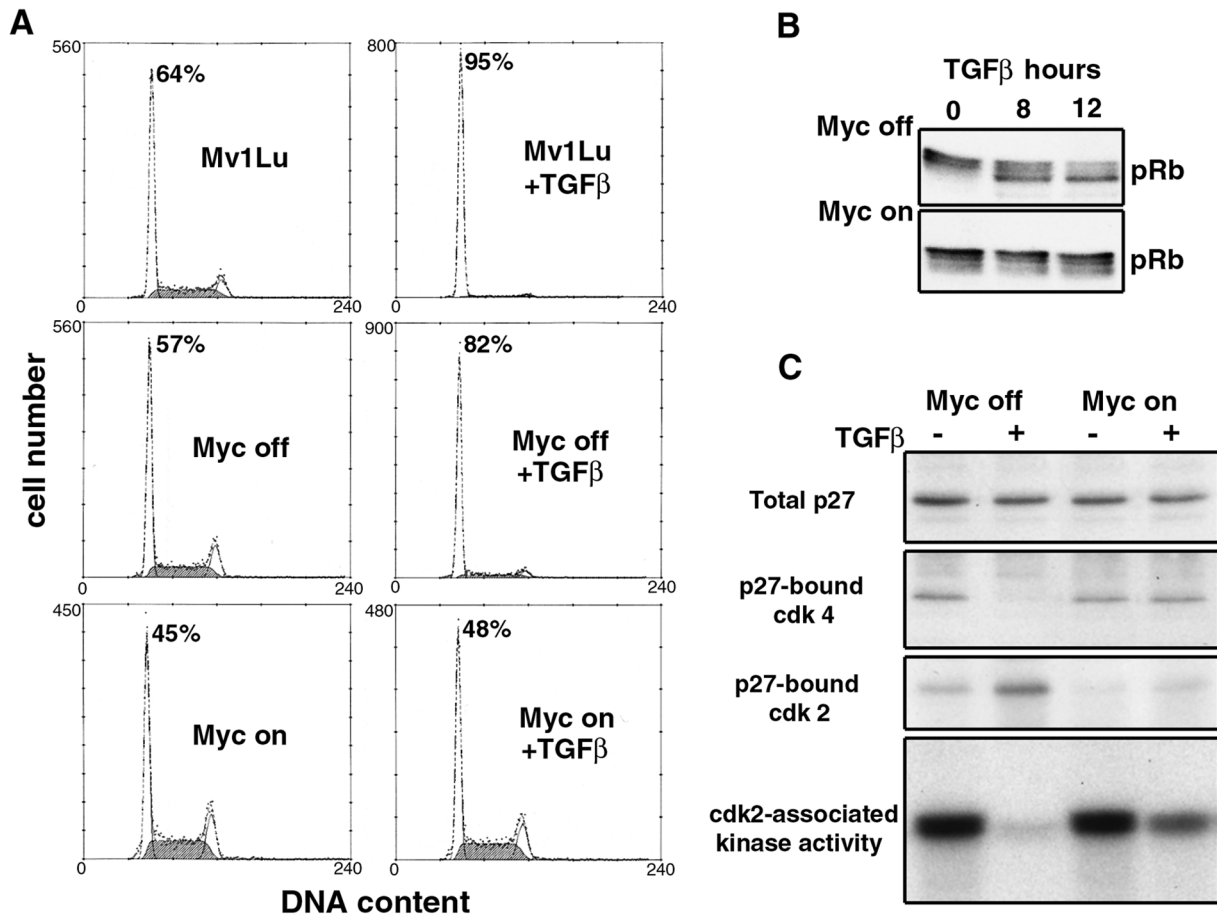 A
560
64%
Mv1Lu
0
240
800
95%
Mv1Lu
+TGFβ
0
240
560
57%
Myc off
0
240
900
82%
Myc off
+TGFβ
0
240
450
45%
Myc on
0
240
480
48%
Myc on
+TGFβ
0
240
cell number
DNA content
B
TGFβ hours
0 8 12
Myc off
pRb
Myc on
pRb
C
Myc off Myc on
TGFβ - + - +
Total p27
p27-bound
cdk 4
p27-bound
cdk 2
cdk2-associated
kinase activity